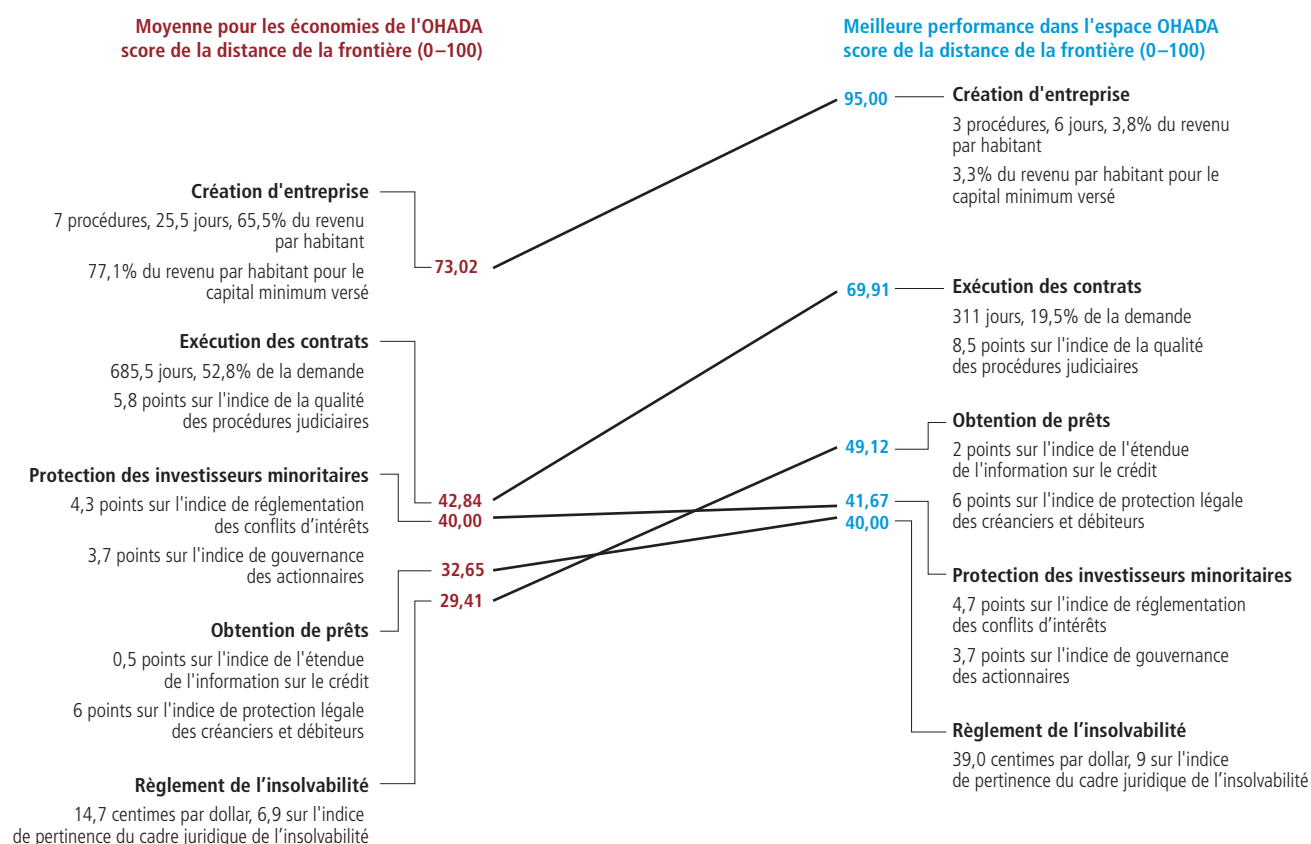 Moyenne pour les économies de l'OHADA
score de la distance de la frontière (0–100)
Création d'entreprise
7 procédures, 25,5 jours, 65,5% du revenu
par habitant
77,1% du revenu par habitant pour le
capital minimum versé
73,02
Exécution des contrats
685,5 jours, 52,8% de la demande
5,8 points sur l'indice de la qualité
des procédures judiciaires
42,84
Protection des investisseurs minoritaires
4,3 points sur l'indice de réglementation
des conflits d’intérêts
3,7 points sur l'indice de gouvernance
des actionnaires
40,00
Obtention de prêts
0,5 points sur l'indice de l'étendue
de l'information sur le crédit
6 points sur l'indice de protection légale
des créanciers et débiteurs
32,65
Règlement de l’insolvabilité
14,7 centimes par dollar, 6,9 sur l'indice
de pertinence du cadre juridique de l’insolvabilité
29,41
Meilleure performance dans l'espace OHADA
score de la distance de la frontière (0–100)
95,00
Création d'entreprise
3 procédures, 6 jours, 3,8% du revenu
par habitant
3,3% du revenu par habitant pour le
capital minimum versé
69,91
Exécution des contrats
311 jours, 19,5% de la demande
8,5 points sur l'indice de la qualité
des procédures judiciaires
49,12
Obtention de prêts
2 points sur l'indice de l'étendue
de l'information sur le crédit
6 points sur l'indice de protection légale
des créanciers et débiteurs
41,67
Protection des investisseurs minoritaires
4,7 points sur l'indice de réglementation
des conflits d’intérêts
3,7 points sur l'indice de gouvernance
des actionnaires
40,00
Règlement de l’insolvabilité
39,0 centimes par dollar, 9 sur l'indice
de pertinence du cadre juridique de l’insolvabilité